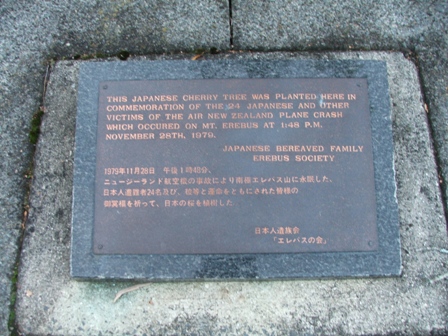 THIS JAPANESE CHERRY TREE WAS PLANTED HERE IN
COMMEMORATION OF THE 24 JAPANESE AND OTHER
VICTIMS OF THE AIR NEW ZEALAND PLANE CRASH
WHICH OCCURED ON MT. EREBUS AT 1:48 P.M.
NOVEMBER 28TH, 1979.
JAPANESE BEREAVED FAMILY
EREBUS SOCIETY
1979年11月28日 午後1時48分、
ニュージーランド航空機の事故により南極エレバス山に永眠した、
日本人遭難者24名及び、彼等と運命をともにされた皆様の
御冥福を祈って、日本の桜を植樹した
日本人遺族会
「エレバスの会」